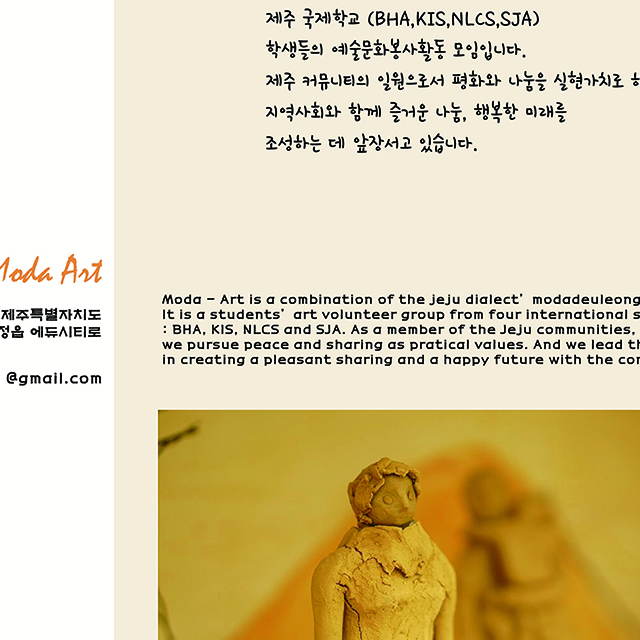 제주 국제학교 (BHA,KIS,NLCS,SJA)
학생들의 예술문화봉사활동 모임입니다.
제주 커뮤니티의 일원으로서 평화와 나눔을 실현가치로
지역사회와 함께 즐거운 나눔, 행복한 미래를
조성하는 데 앞장서고 있습니다.
Moda Art
제주특별자치도
정읍 에듀시티로
@gmail.com
Moda - Art is a combination of the jeju dialect' modadeuleong
It is a students' art volunteer group from four international
: BHA, KIS, NLCS and SJA. As a member of the Jeju communities,
we pursue peace and sharing as pratical values. And we lead
in creating a pleasant sharing and a happy future with the